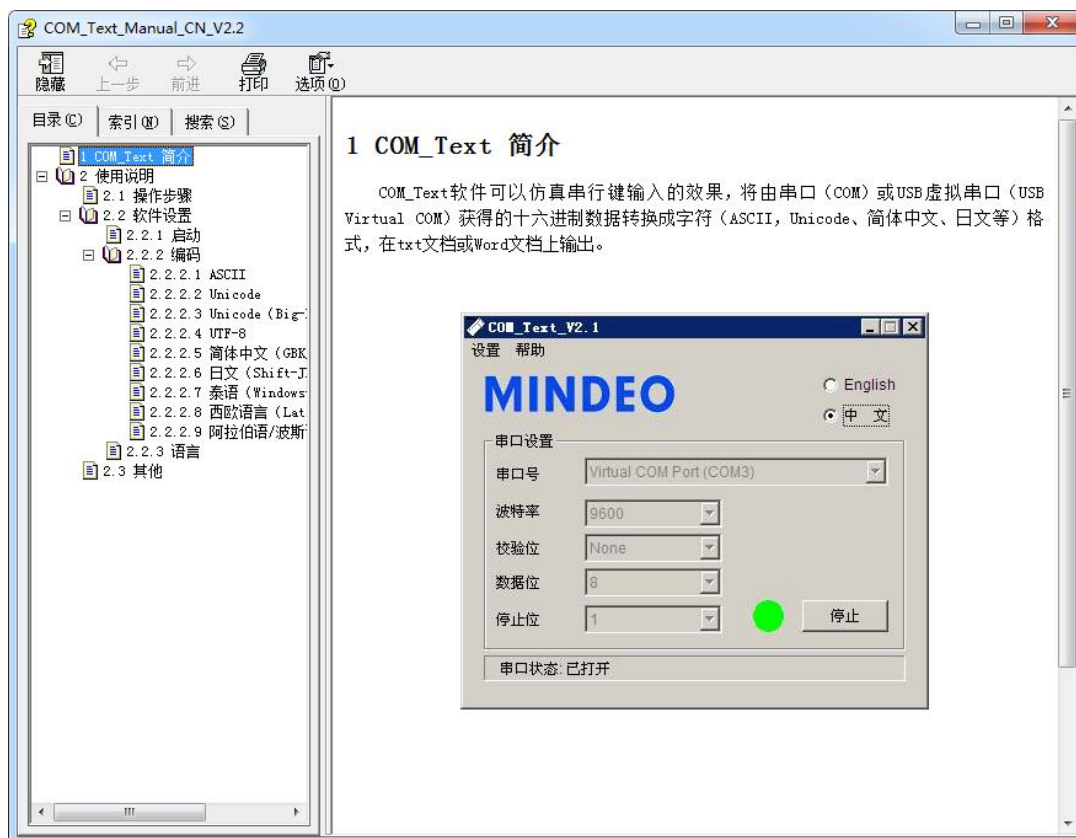 COM_Text_Manual_CN_V2.2
隐藏 上一步 前进 打印 选项(O)
目录(C) 索引(N) 搜索(S)
1 COM_Text 简介
2 使用说明
2.1 操作步骤
2.2 软件设置
2.2.1 启动
2.2.2 编码
2.2.2.1 ASCII
2.2.2.2 Unicode
2.2.2.3 Unicode (Big-
2.2.2.4 UTF-8
2.2.2.5 简体中文 (GBK
2.2.2.6 日文 (Shift-J
2.2.2.7 泰语 (Windows-
2.2.2.8 西欧语言 (Lat
2.2.2.9 阿拉伯语/波斯
2.2.3 语言
2.3 其他
1 COM_Text 简介
COM_Text软件可以仿真串行键输入的效果，将由串口（COM）或USB虚拟串口（USB
Virtual COM）获得的十六进制数据转换成字符（ASCII，Unicode、简体中文、日文等）格
式，在txt文档或Word文档上输出。
COM_Text_V2.1
设置 帮助
MINDEO
English
中 文
串口设置
串口号 Virtual COM Port (COM3)
波特率 9600
校验位 None
数据位 8
停止位 1
停止
串口状态:已打开